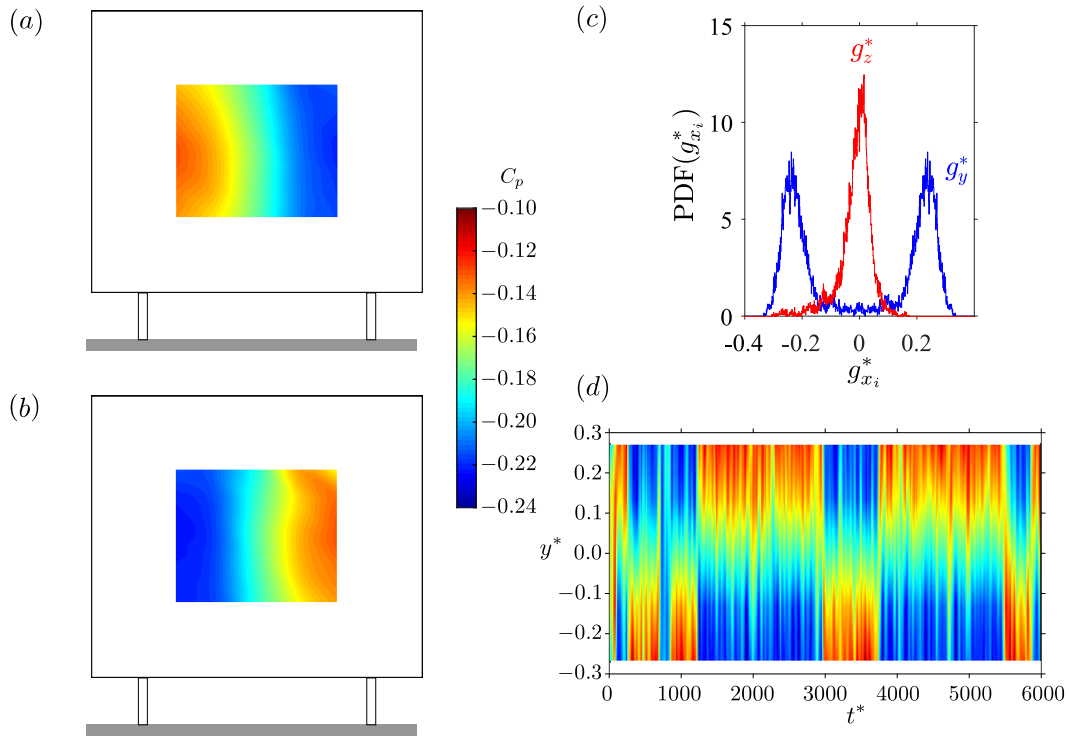 (a)
(b)
C_p
−0.10
−0.12
−0.14
−0.16
−0.18
−0.20
−0.22
−0.24
(c)
15
10
5
0
PDF(g*_{x_i})
g*_z
g*_y
-0.4
-0.2
0
0.2
g*_{x_i}
(d)
0.3
0.2
0.1
0.0
−0.1
−0.2
−0.3
y*
0
1000
2000
3000
4000
5000
6000
t*